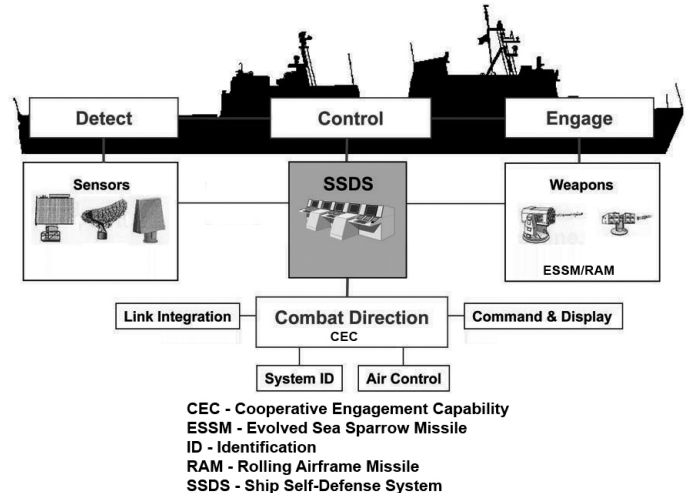 Detect
Control
Engage
Sensors
SSDS
Weapons
ESSM/RAM
Link Integration
Combat Direction
CEC
Command & Display
System ID
Air Control
CEC - Cooperative Engagement Capability
ESSM - Evolved Sea Sparrow Missile
ID - Identification
RAM - Rolling Airframe Missile
SSDS - Ship Self-Defense System